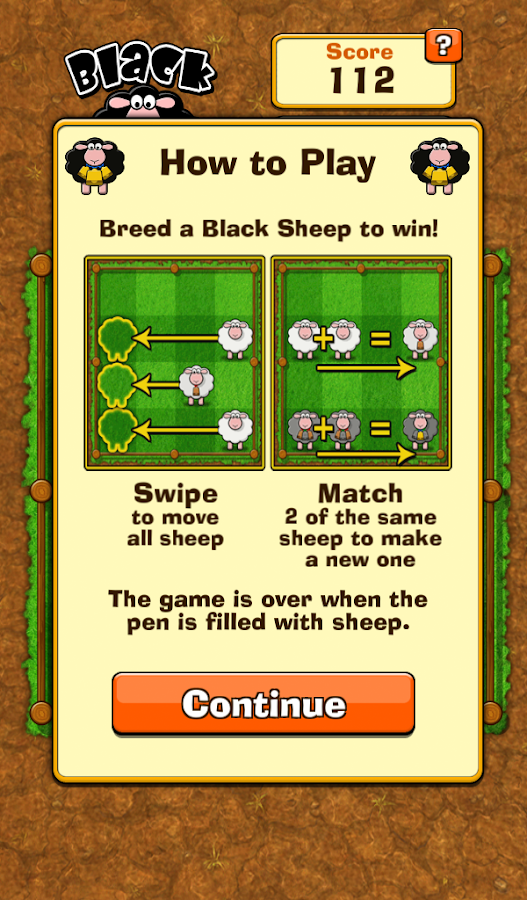 Black
Score
112
?
How to Play
Breed a Black Sheep to win!
+ =
+ =
Swipe
to move
all sheep
Match
2 of the same
sheep to make
a new one
The game is over when the
pen is filled with sheep.
Continue